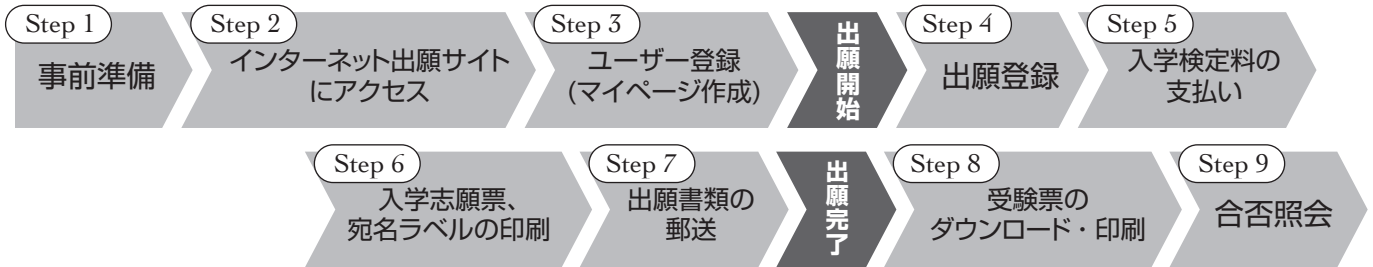 Step 1
事前準備
Step 2
インターネット出願サイト
にアクセス
Step 3
ユーザー登録
(マイページ作成)
出願開始
Step 4
出願登録
Step 5
入学検定料の
支払い
Step 6
入学志願票、
宛名ラベルの印刷
Step 7
出願書類の
郵送
出願完了
Step 8
受験票の
ダウンロード・印刷
Step 9
合否照会